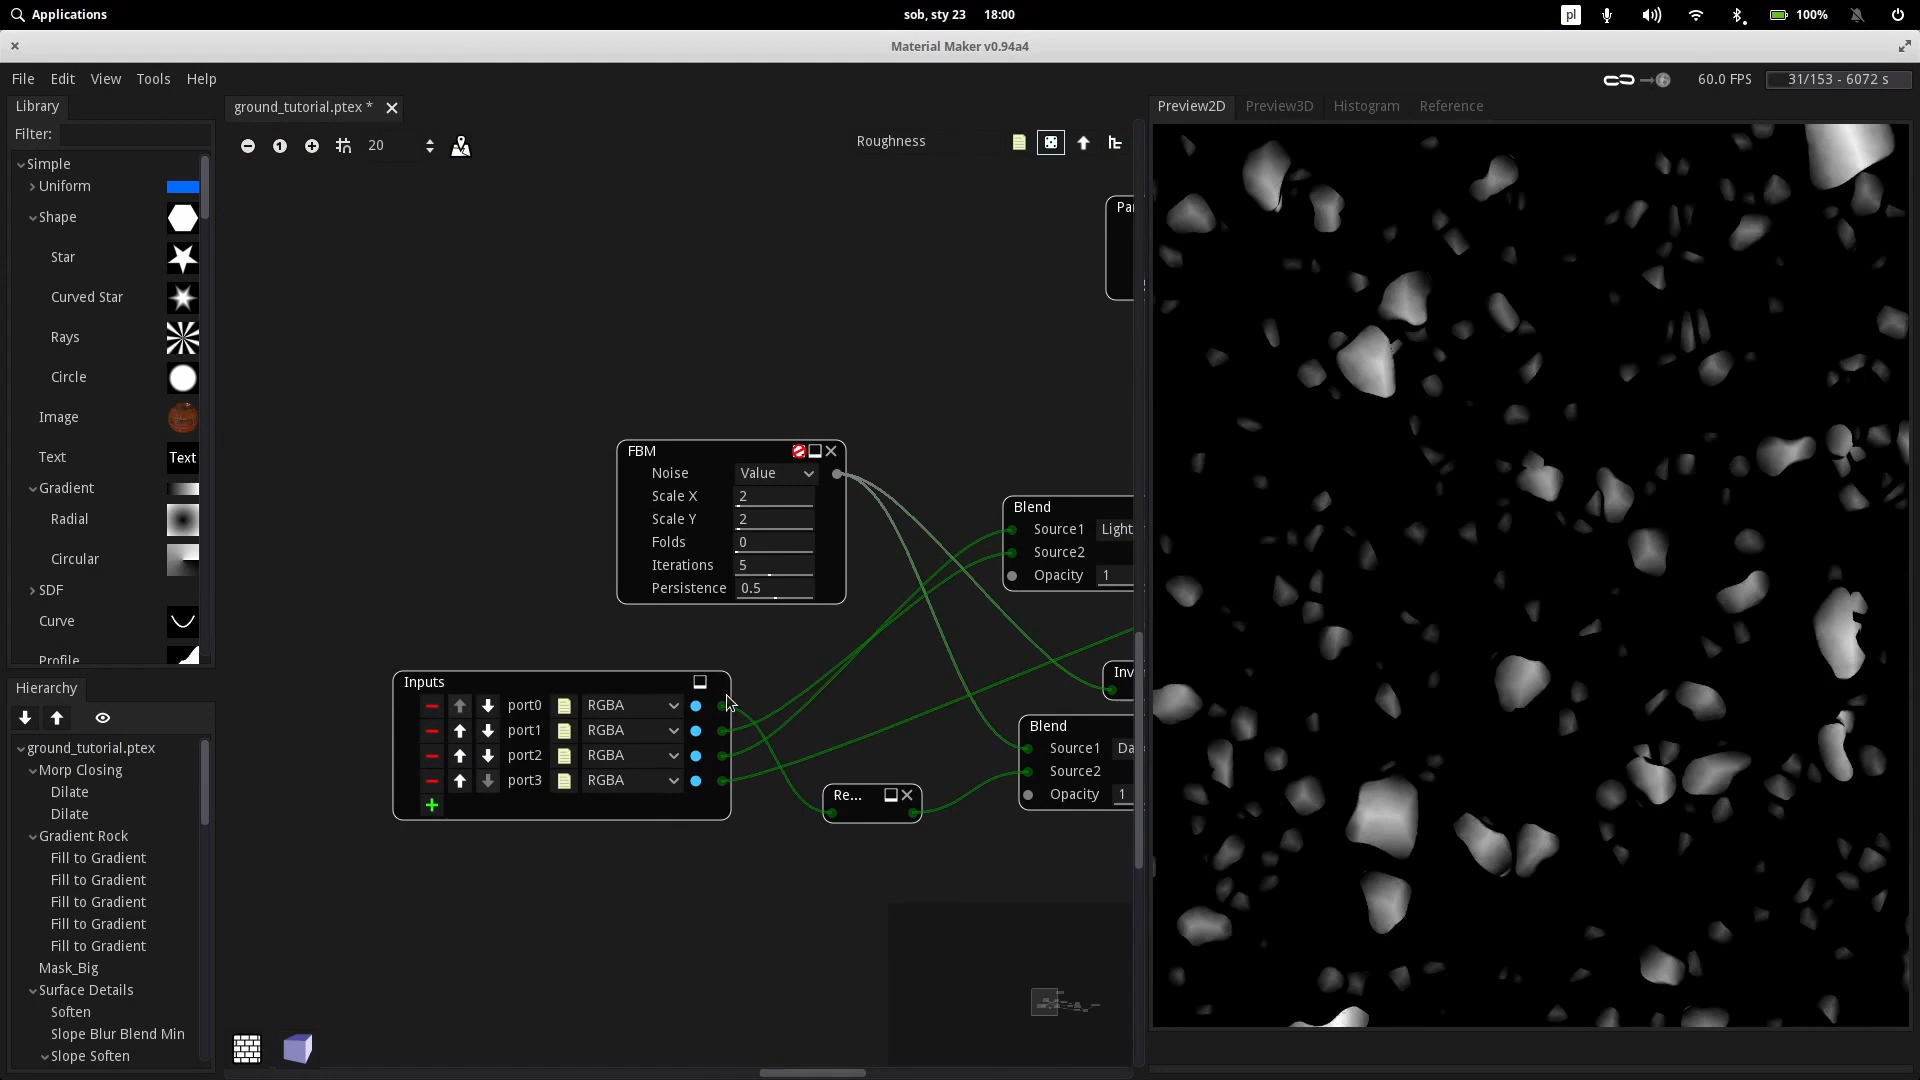 Applications
sob, sty 23 18:00
pl
100%
Material Maker v0.94a4
File Edit View Tools Help
60.0 FPS
31/153 - 6072 s
Library
Filter:
Simple
Uniform
Shape
Star
Curved Star
Rays
Circle
Image
Text
Text
Gradient
Radial
Circular
SDF
Curve
Profile
Hierarchy
ground_tutorial.ptex
Morp Closing
Dilate
Dilate
Gradient Rock
Fill to Gradient
Fill to Gradient
Fill to Gradient
Fill to Gradient
Fill to Gradient
Mask_Big
Surface Details
Soften
Slope Blur Blend Min
Slope Soften
ground_tutorial.ptex *
1
20
Roughness
FBM
Noise Value
Scale X 2
Scale Y 2
Folds 0
Iterations 5
Persistence 0.5
Inputs
port0 RGBA
port1 RGBA
port2 RGBA
port3 RGBA
Re...
Par
Blend
Source1 Light
Source2
Opacity 1
Inv
Blend
Source1 Da
Source2
Opacity 1
Preview2D Preview3D Histogram Reference